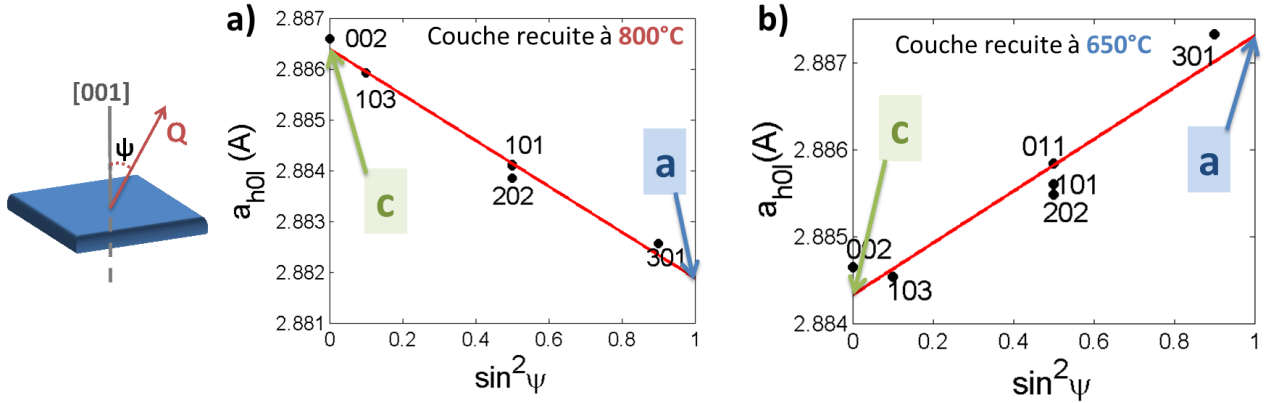 [001]
Q
ψ
a)
Couche recuite à 800°C
a_h0l (A)
2.887
2.886
2.885
2.884
2.883
2.882
2.881
002
103
101
202
301
c
a
0 0.2 0.4 0.6 0.8 1
sin²ψ
b)
Couche recuite à 650°C
a_h0l (A)
2.887
2.886
2.885
2.884
301
011
101
202
002
103
c
a
0 0.2 0.4 0.6 0.8 1
sin²ψ